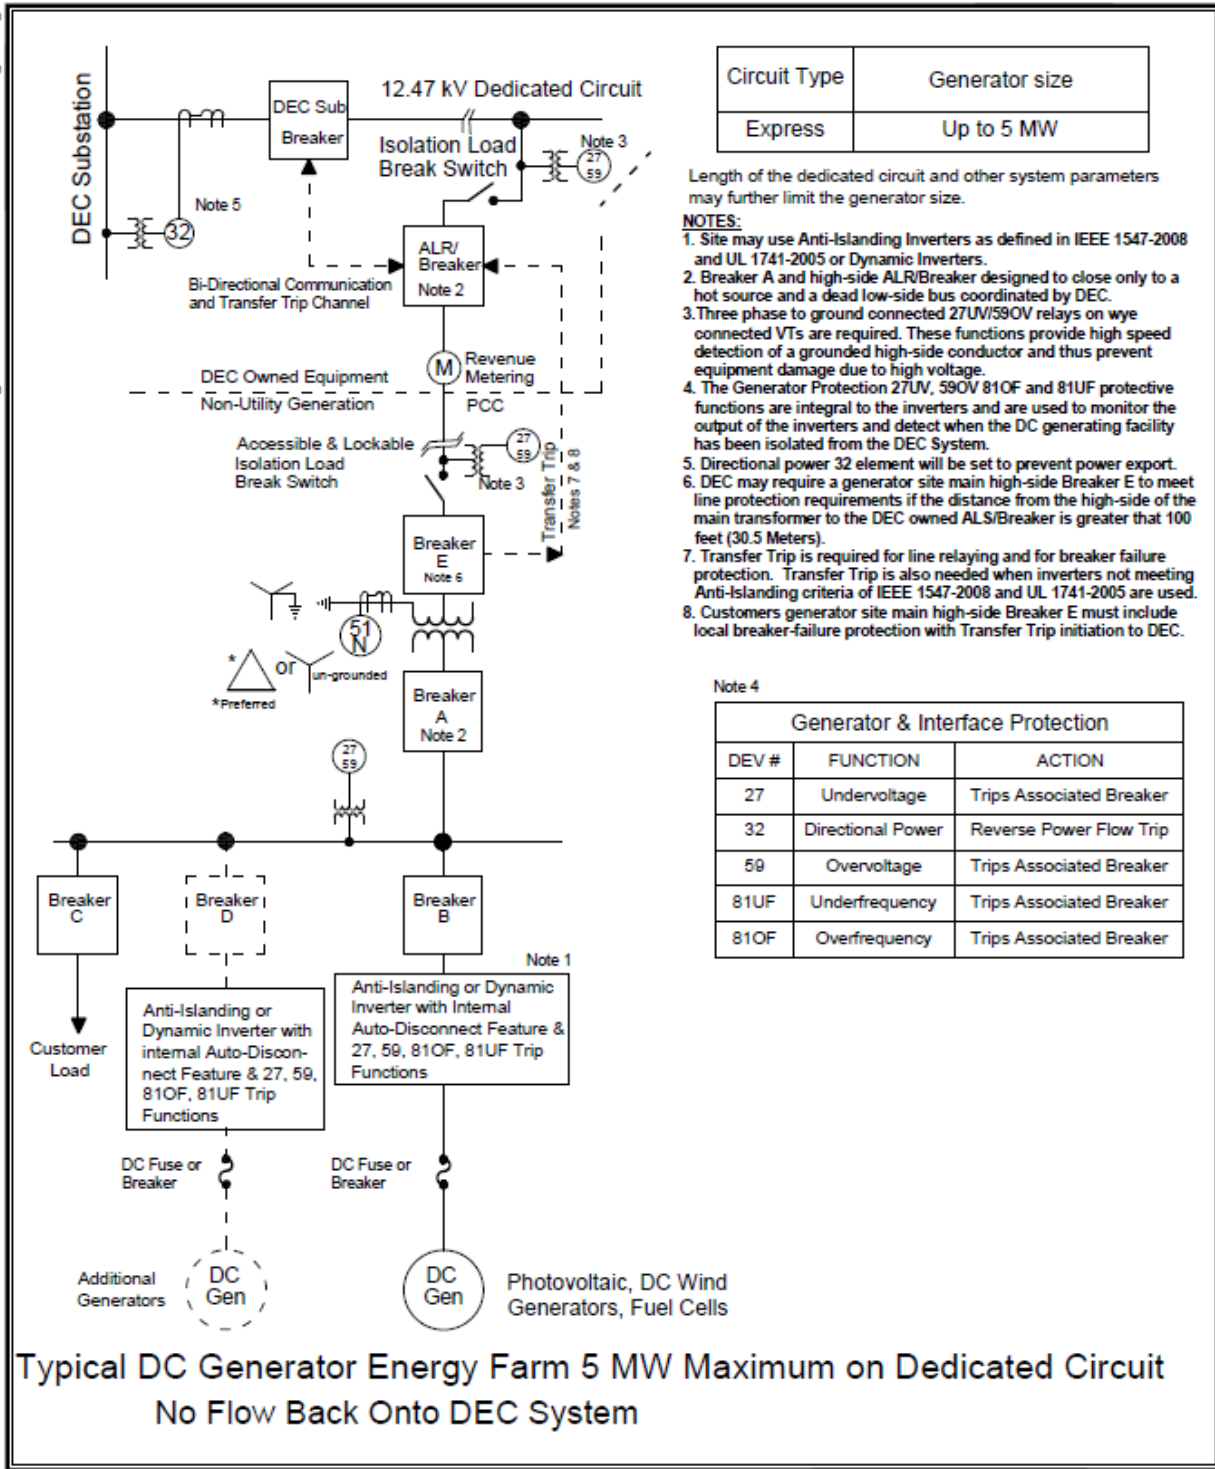 DEC Substation
DEC Sub
Breaker
12.47 kV Dedicated Circuit
Isolation Load
Break Switch
Note 3
27
59
Note 5
32
ALR/
Breaker
Note 2
Bi-Directional Communication
and Transfer Trip Channel
M
Revenue
Metering
DEC Owned Equipment
Non-Utility Generation
PCC
Accessible & Lockable
Isolation Load
Break Switch
27
59
Note 3
Transfer Trip
Notes 7 & 8
Breaker
E
Note 6
51
N
*
or
un-grounded
*Preferred
Breaker
A
Note 2
27
59
Breaker
C
Breaker
D
Breaker
B
Note 1
Customer
Load
Anti-Islanding or
Dynamic Inverter with
internal Auto-Discon-
nect Feature & 27, 59,
81OF, 81UF Trip
Functions
Anti-Islanding or Dynamic
Inverter with Internal
Auto-Disconnect Feature &
27, 59, 81OF, 81UF Trip
Functions
DC Fuse or
Breaker
DC Fuse or
Breaker
Additional
Generators
DC
Gen
DC
Gen
Photovoltaic, DC Wind
Generators, Fuel Cells
Circuit Type Generator size
Express Up to 5 MW
Length of the dedicated circuit and other system parameters
may further limit the generator size.
NOTES:
1. Site may use Anti-Islanding Inverters as defined in IEEE 1547-2008
and UL 1741-2005 or Dynamic Inverters.
2. Breaker A and high-side ALR/Breaker designed to close only to a
hot source and a dead low-side bus coordinated by DEC.
3.Three phase to ground connected 27UV/59OV relays on wye
connected VTs are required. These functions provide high speed
detection of a grounded high-side conductor and thus prevent
equipment damage due to high voltage.
4. The Generator Protection 27UV, 59OV 81OF and 81UF protective
functions are integral to the inverters and are used to monitor the
output of the inverters and detect when the DC generating facility
has been isolated from the DEC System.
5. Directional power 32 element will be set to prevent power export.
6. DEC may require a generator site main high-side Breaker E to meet
line protection requirements if the distance from the high-side of the
main transformer to the DEC owned ALS/Breaker is greater that 100
feet (30.5 Meters).
7. Transfer Trip is required for line relaying and for breaker failure
protection. Transfer Trip is also needed when inverters not meeting
Anti-Islanding criteria of IEEE 1547-2008 and UL 1741-2005 are used.
8. Customers generator site main high-side Breaker E must include
local breaker-failure protection with Transfer Trip initiation to DEC.
Note 4
Generator & Interface Protection
DEV # FUNCTION ACTION
27 Undervoltage Trips Associated Breaker
32 Directional Power Reverse Power Flow Trip
59 Overvoltage Trips Associated Breaker
81UF Underfrequency Trips Associated Breaker
81OF Overfrequency Trips Associated Breaker
Typical DC Generator Energy Farm 5 MW Maximum on Dedicated Circuit
No Flow Back Onto DEC System